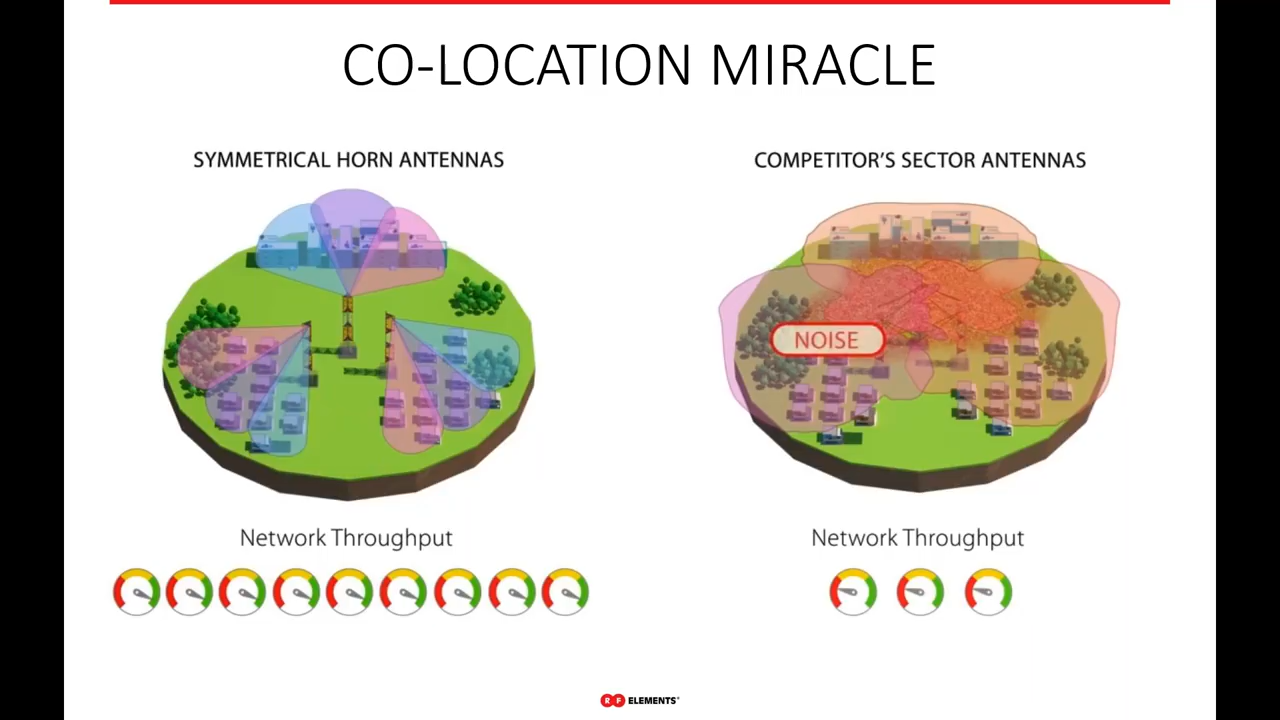 CO-LOCATION MIRACLE
SYMMETRICAL HORN ANTENNAS
COMPETITOR'S SECTOR ANTENNAS
NOISE
Network Throughput
Network Throughput
RF ELEMENTS